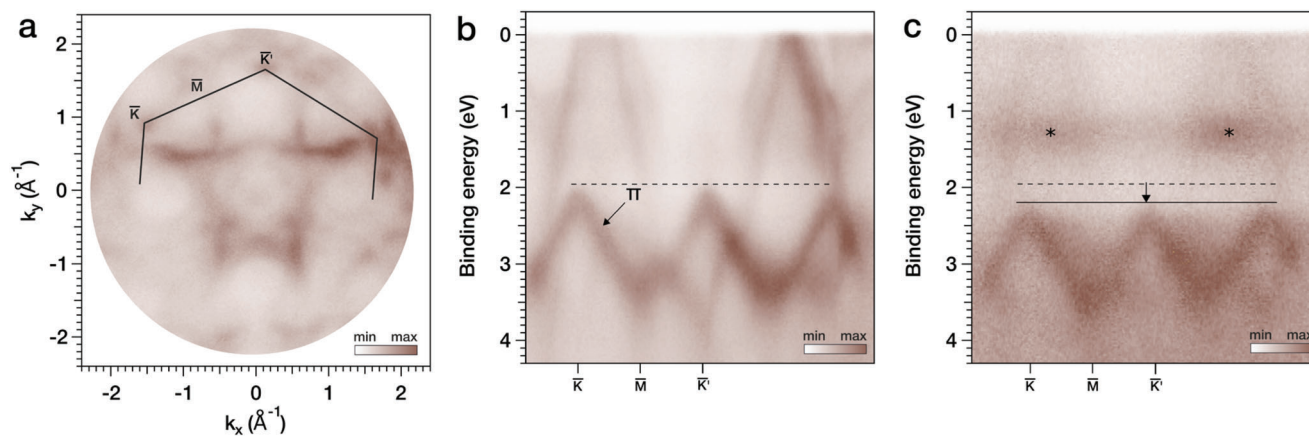 a
2
1
0
-1
-2
k_y (Å⁻¹)
K̅
M̅
K̅'
min max
-2 -1 0 1 2
k_x (Å⁻¹)
b
0
1
2
3
4
Binding energy (eV)
π
min max
K̅ M̅ K̅'
c
0
1
2
3
4
Binding energy (eV)
* *
min max
K̅ M̅ K̅'